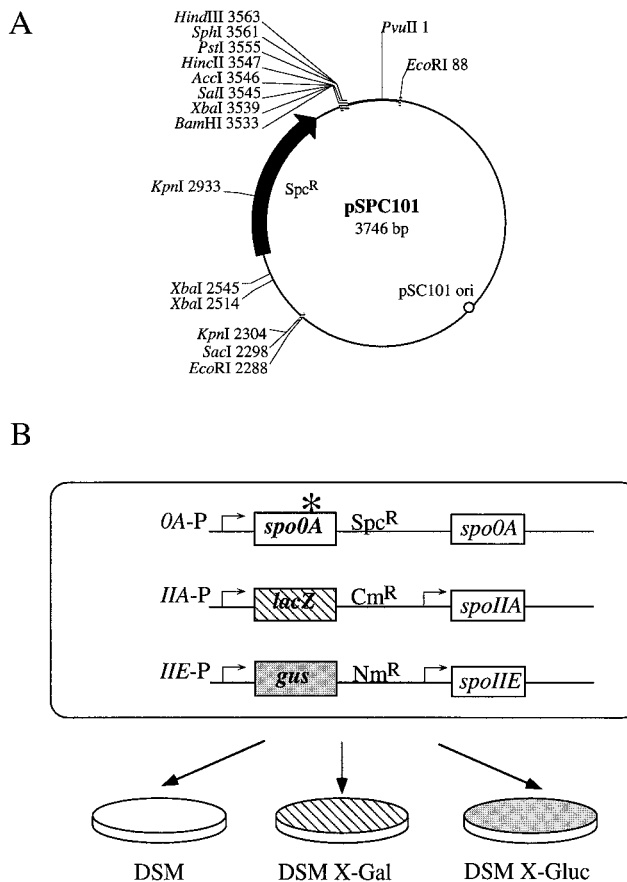 A
HindIII 3563
SphI 3561
PstI 3555
HincII 3547
AccI 3546
SalI 3545
XbaI 3539
BamHI 3533
PvuII 1
EcoRI 88
KpnI 2933
SpcR
pSPC101
3746 bp
XbaI 2545
XbaI 2514
pSC101 ori
KpnI 2304
SacI 2298
EcoRI 2288
B
0A-P spo0A * SpcR spo0A
IIA-P lacZ CmR spoIIA
IIE-P gus NmR spoIIE
DSM DSM X-Gal DSM X-Gluc